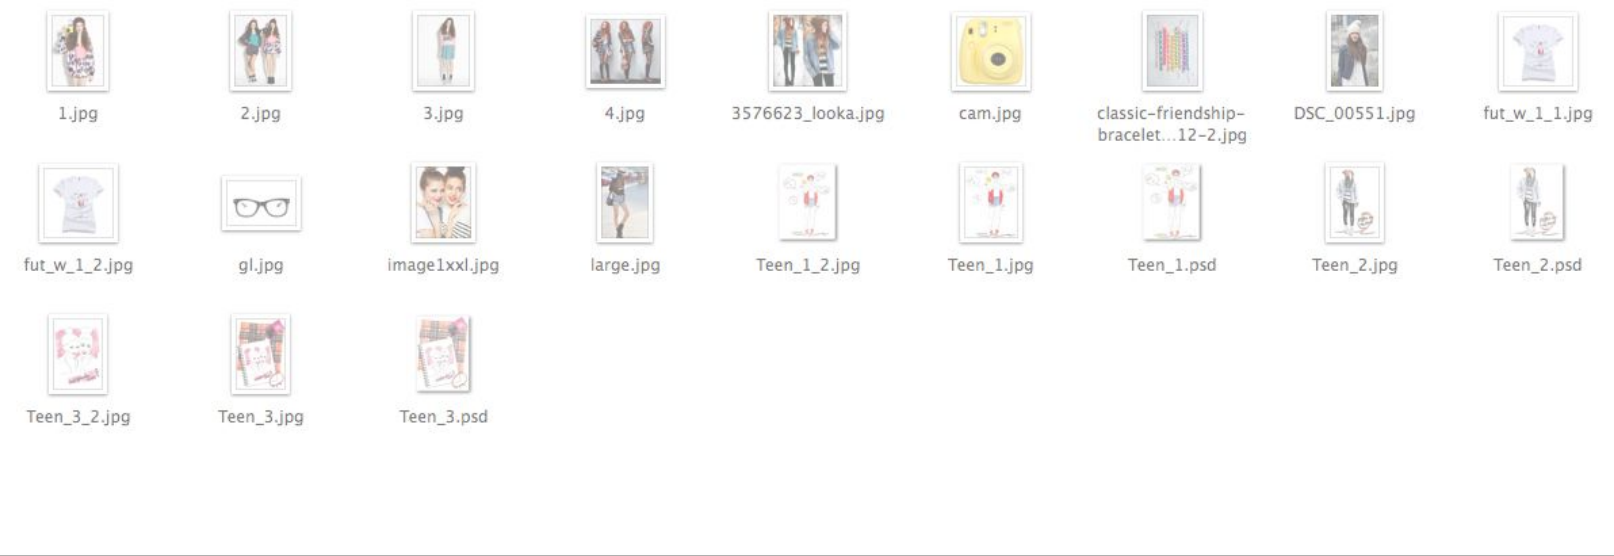 1.jpg
2.jpg
3.jpg
4.jpg
3576623_looka.jpg
cam.jpg
classic-friendship-
bracelet...12-2.jpg
DSC_00551.jpg
fut_w_1_1.jpg
fut_w_1_2.jpg
gl.jpg
image1xxl.jpg
large.jpg
Teen_1_2.jpg
Teen_1.jpg
Teen_1.psd
Teen_2.jpg
Teen_2.psd
Teen_3_2.jpg
Teen_3.jpg
Teen_3.psd